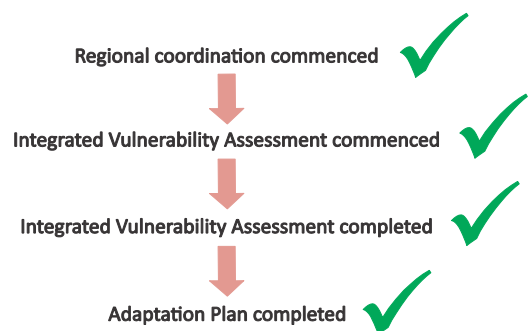 Regional coordination commenced
Integrated Vulnerability Assessment commenced
Integrated Vulnerability Assessment completed
Adaptation Plan completed